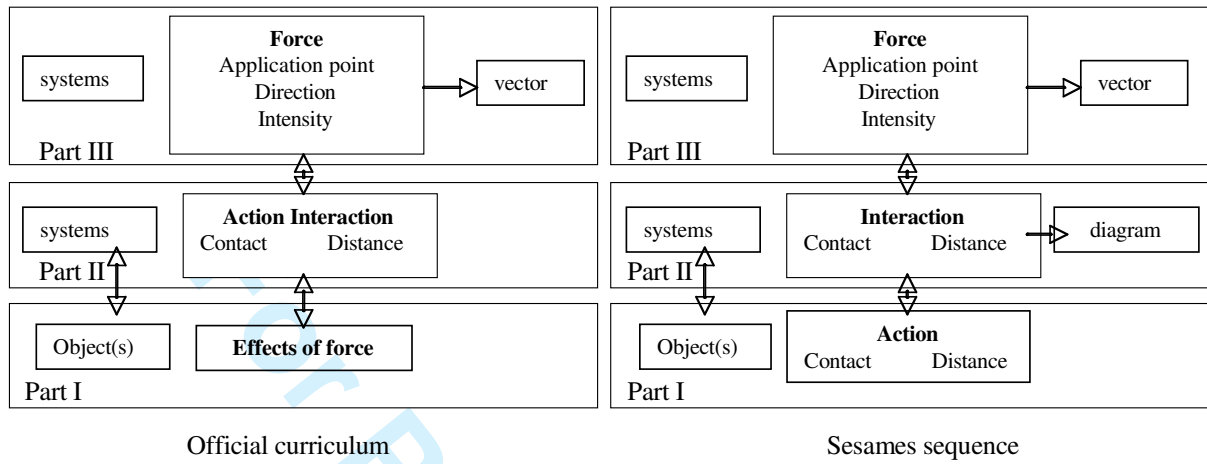 Force
Application point
Direction
Intensity
systems
vector
Part III
Action Interaction
Contact Distance
systems
Part II
Object(s)
Effects of force
Part I
Official curriculum
Force
Application point
Direction
Intensity
systems
vector
Part III
Interaction
Contact Distance
systems
diagram
Part II
Action
Contact Distance
Object(s)
Part I
Sesames sequence